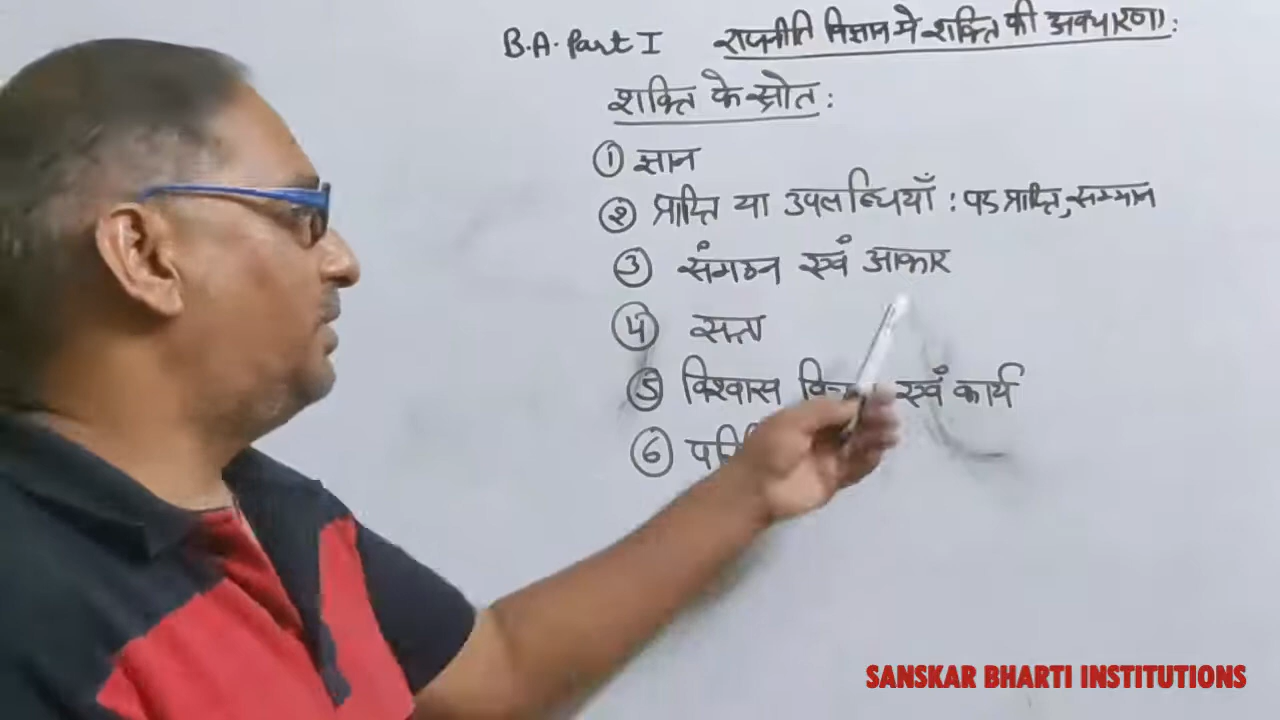 B.A. Part I राजनीति विज्ञान में शक्ति की अवधारणा :
शक्ति के स्रोत :
① ज्ञान
② प्राप्ति या उपलब्धियाँ : पद प्राप्ति, सम्मान
③ संगठन एवं आकार
④ सत्ता
⑤ विश्वास एवं कार्य
⑥
SANSKAR BHARTI INSTITUTIONS